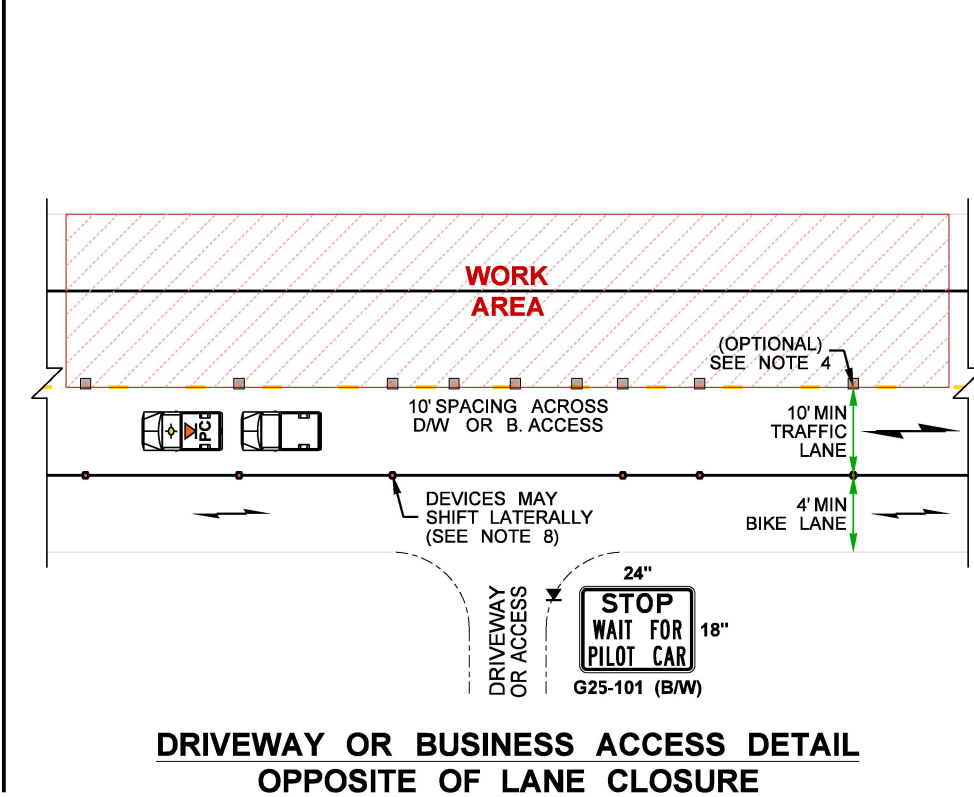 WORK
AREA
(OPTIONAL)
SEE NOTE 4
10' SPACING ACROSS
D/W OR B. ACCESS
10' MIN
TRAFFIC
LANE
PC
DEVICES MAY
SHIFT LATERALLY
(SEE NOTE 8)
4' MIN
BIKE LANE
DRIVEWAY
OR ACCESS
24"
STOP
WAIT FOR
PILOT CAR
18"
G25-101 (B/W)
DRIVEWAY OR BUSINESS ACCESS DETAIL
OPPOSITE OF LANE CLOSURE